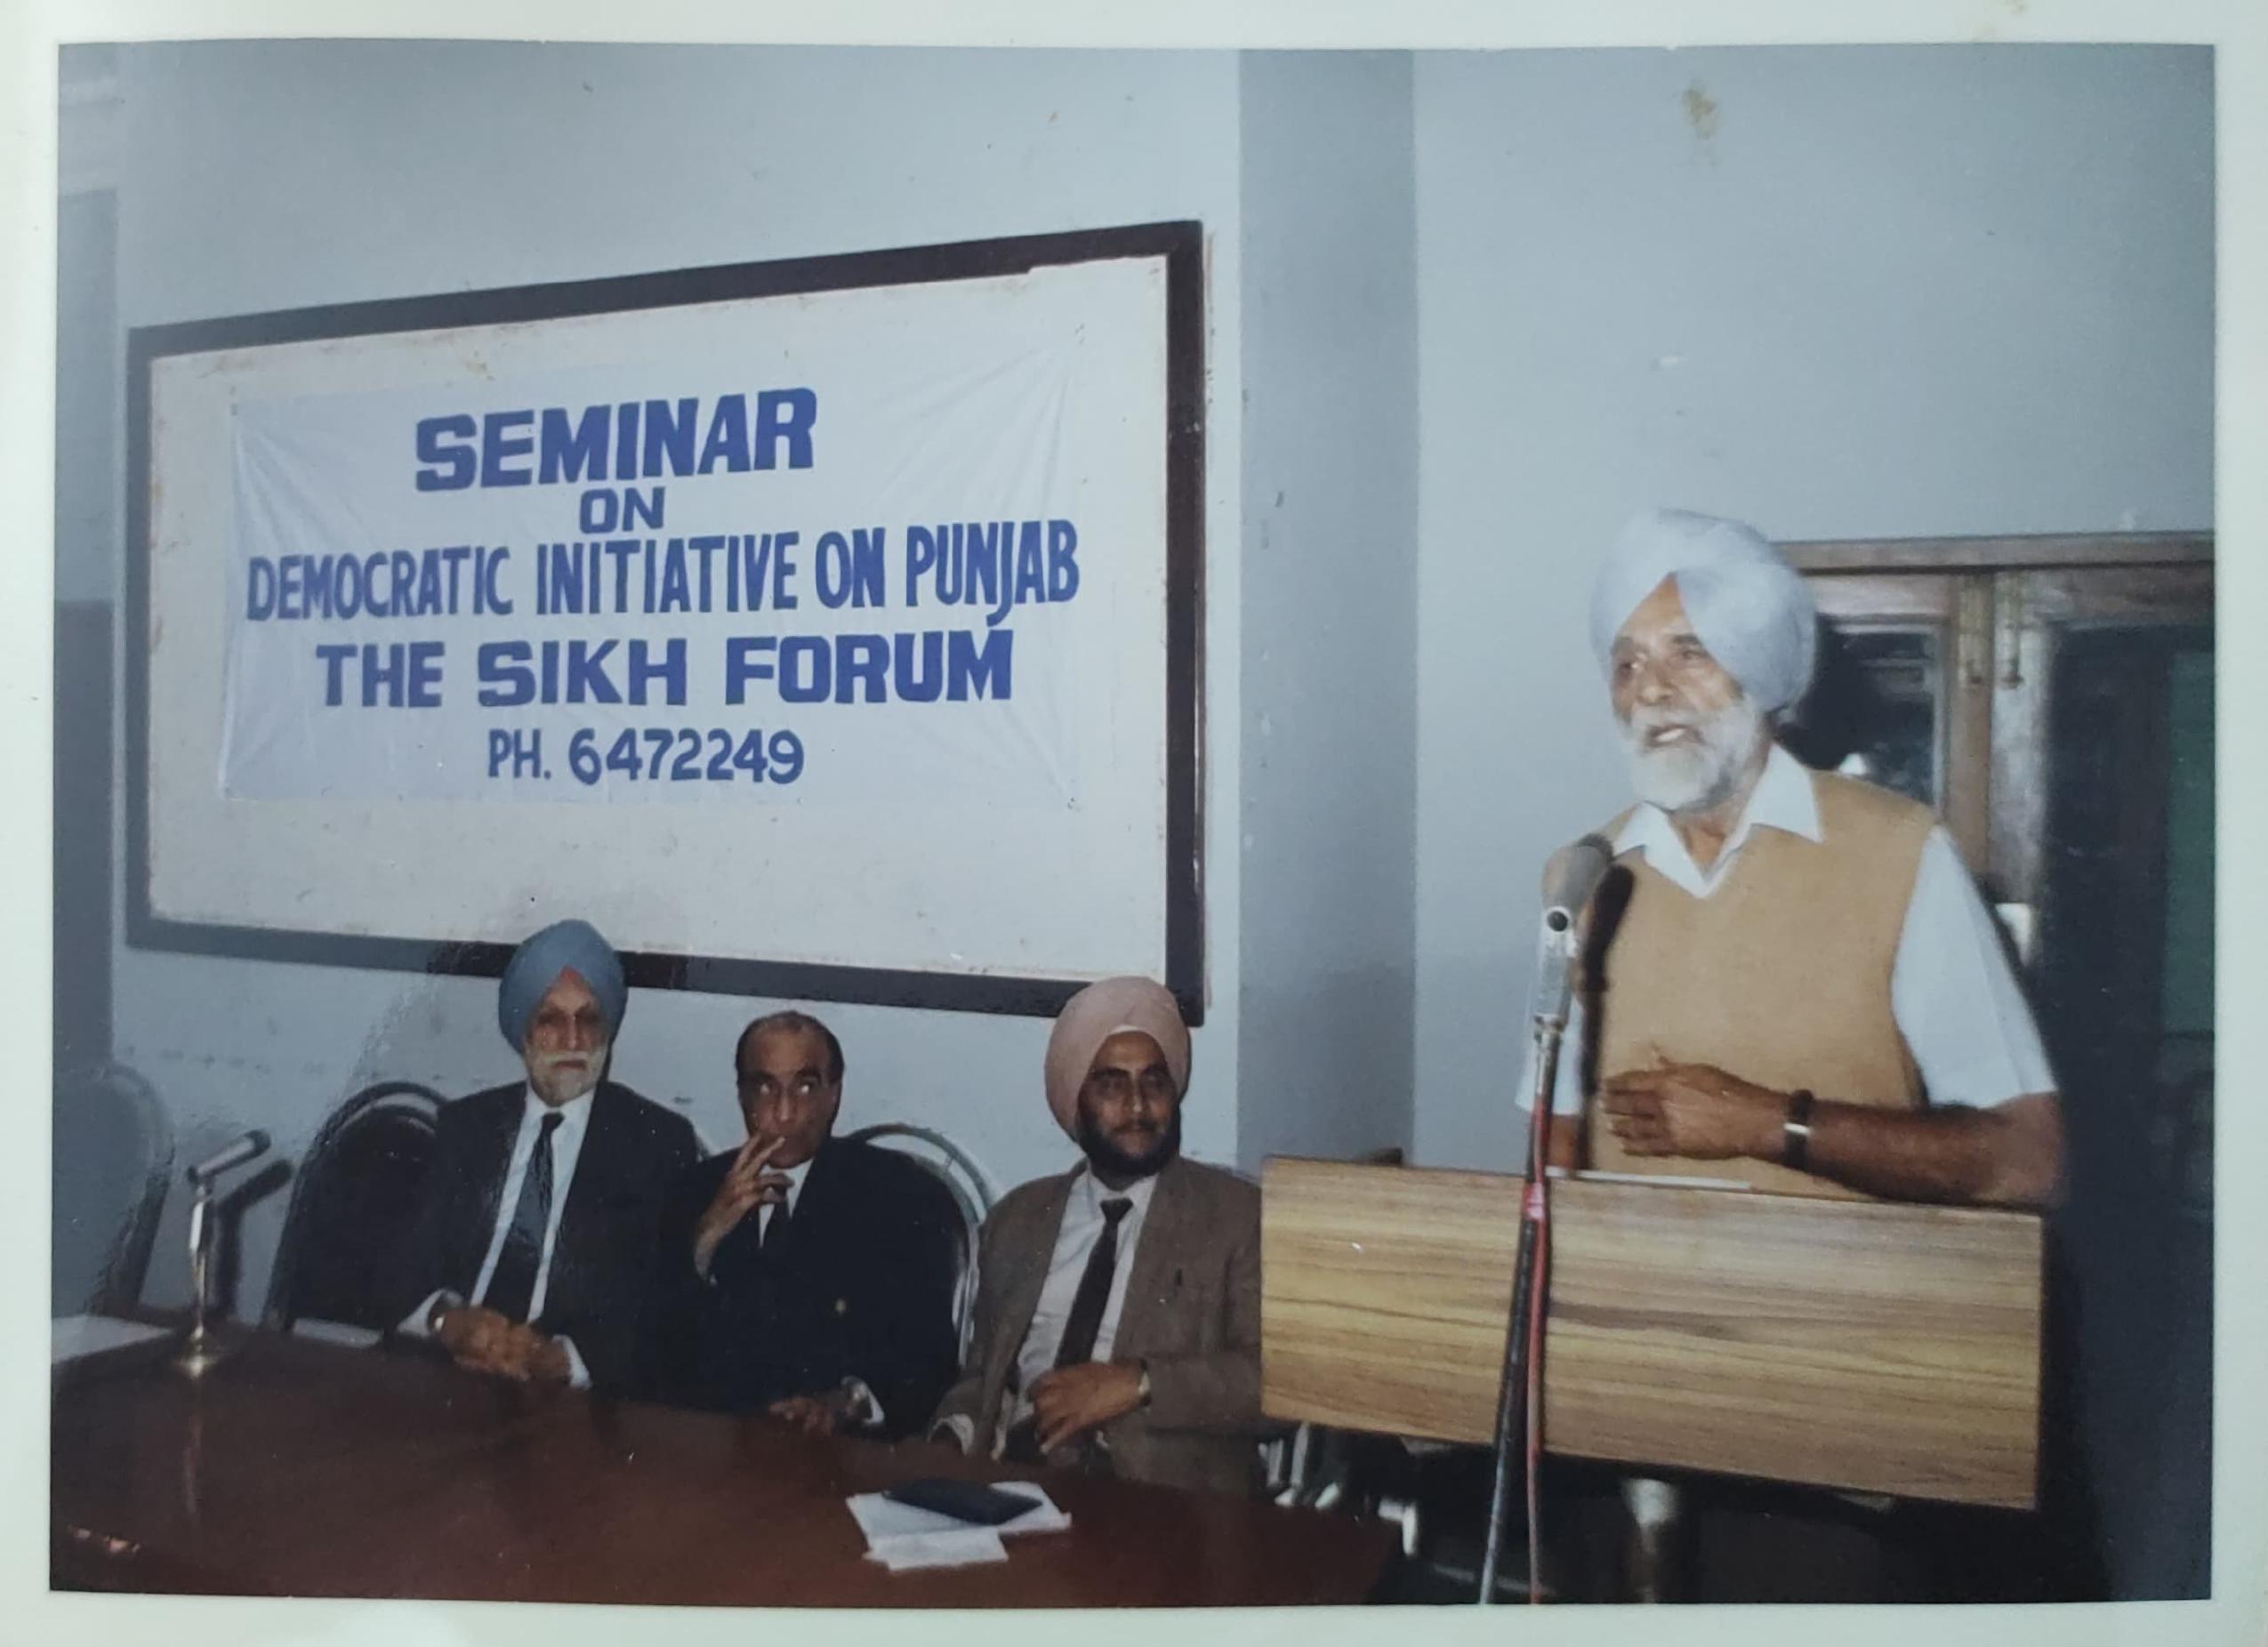 SEMINAR
ON
DEMOCRATIC INITIATIVE ON PUNJAB
THE SIKH FORUM
PH. 6472249